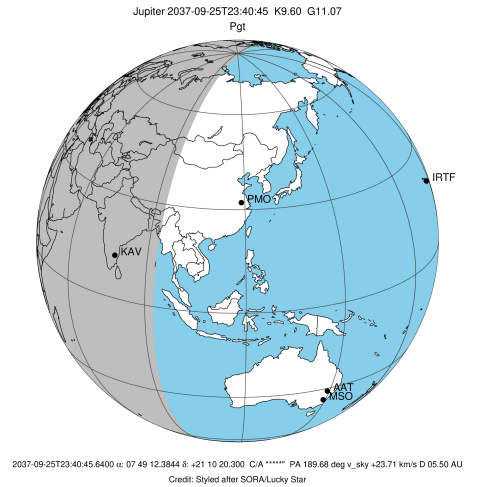 Jupiter 2037-09-25T23:40:45 K9.60 G11.07
Pgt
IRTF
PMO
KAV
AAT
MSO
2037-09-25T23:40:45.6400 α: 07 49 12.3844 δ: +21 10 20.300 C/A *****" PA 189.68 deg v_sky +23.71 km/s D 05.50 AU
Credit: Styled after SORA/Lucky Star